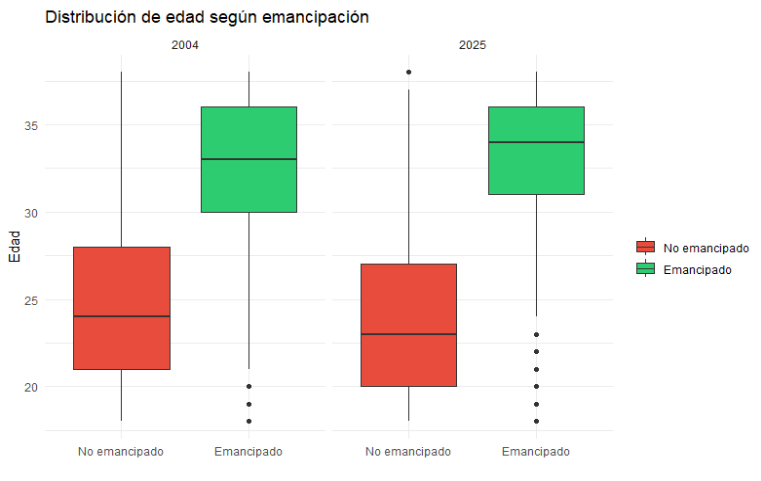 Distribución de edad según emancipación
2004
2025
Edad
35
30
25
20
No emancipado
Emancipado
No emancipado
Emancipado
No emancipado
Emancipado